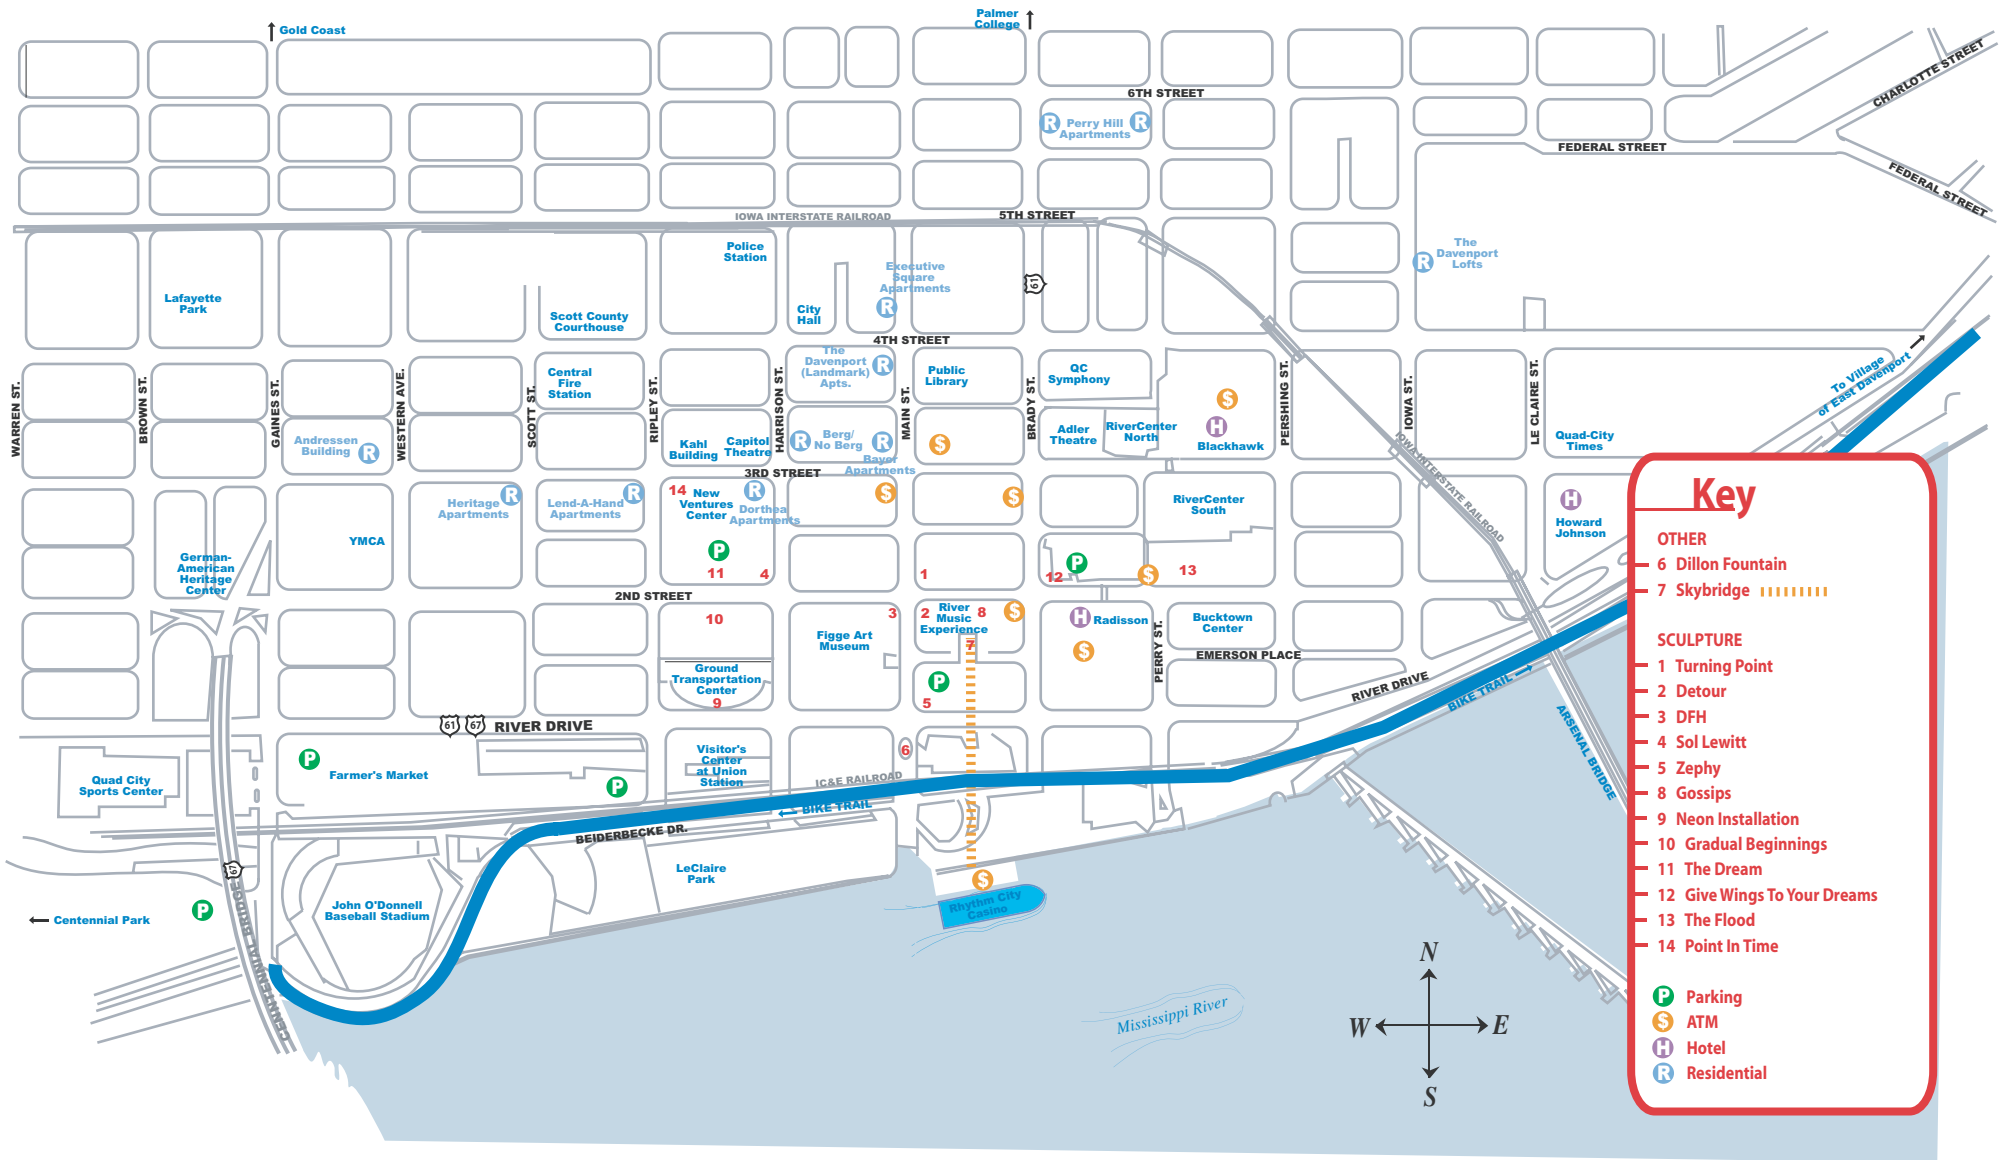 Gold Coast
Palmer
College
6TH STREET
CHARLOTTE STREET
R
Perry Hill
Apartments
R
FEDERAL STREET
FEDERAL STREET
IOWA INTERSTATE RAILROAD
5TH STREET
Police
Station
Executive
Square
Apartments
R
The
Davenport
Lofts
R
61
Lafayette
Park
Scott County
Courthouse
City
Hall
4TH STREET
The
Davenport
(Landmark)
Apts.
R
Central
Fire
Station
Public
Library
QC
Symphony
To Village
of East Davenport
WARREN ST.
BROWN ST.
GAINES ST.
WESTERN AVE.
SCOTT ST.
RIPLEY ST.
HARRISON ST.
MAIN ST.
BRADY ST.
PERSHING ST.
IOWA ST.
LE CLAIRE ST.
$
H
Blackhawk
Andressen
Building
R
Kahl
Building
Capitol
Theatre
R
Berg/
No Berg
R
Bayer
Apartments
$
Adler
Theatre
RiverCenter
North
Quad-City
Times
IOWA INTERSTATE RAILROAD
3RD STREET
Heritage
Apartments
R
Lend-A-Hand
Apartments
R
14
New
Ventures
Center
R
Dorthea
Apartments
$
$
RiverCenter
South
H
Howard
Johnson
YMCA
German-
American
Heritage
Center
P
11
4
1
12
P
$
13
2ND STREET
10
3
2
River
Music
Experience
8
$
7
H
Radisson
$
Bucktown
Center
PERRY ST.
EMERSON PLACE
Figge Art
Museum
Ground
Transportation
Center
9
P
5
RIVER DRIVE
BIKE TRAIL
ARSENAL BRIDGE
61
67
RIVER DRIVE
Quad City
Sports Center
P
Farmer's Market
P
Visitor's
Center
at Union
Station
6
IC&E RAILROAD
BIKE TRAIL
BEIDERBECKE DR.
LeClaire
Park
67
CENTENNIAL BRIDGE
Centennial Park
P
John O'Donnell
Baseball Stadium
$
Rhythm City
Casino
Mississippi River
N
W
E
S
Key
OTHER
6 Dillon Fountain
7 Skybridge
SCULPTURE
1 Turning Point
2 Detour
3 DFH
4 Sol Lewitt
5 Zephy
8 Gossips
9 Neon Installation
10 Gradual Beginnings
11 The Dream
12 Give Wings To Your Dreams
13 The Flood
14 Point In Time
P Parking
$ ATM
H Hotel
R Residential